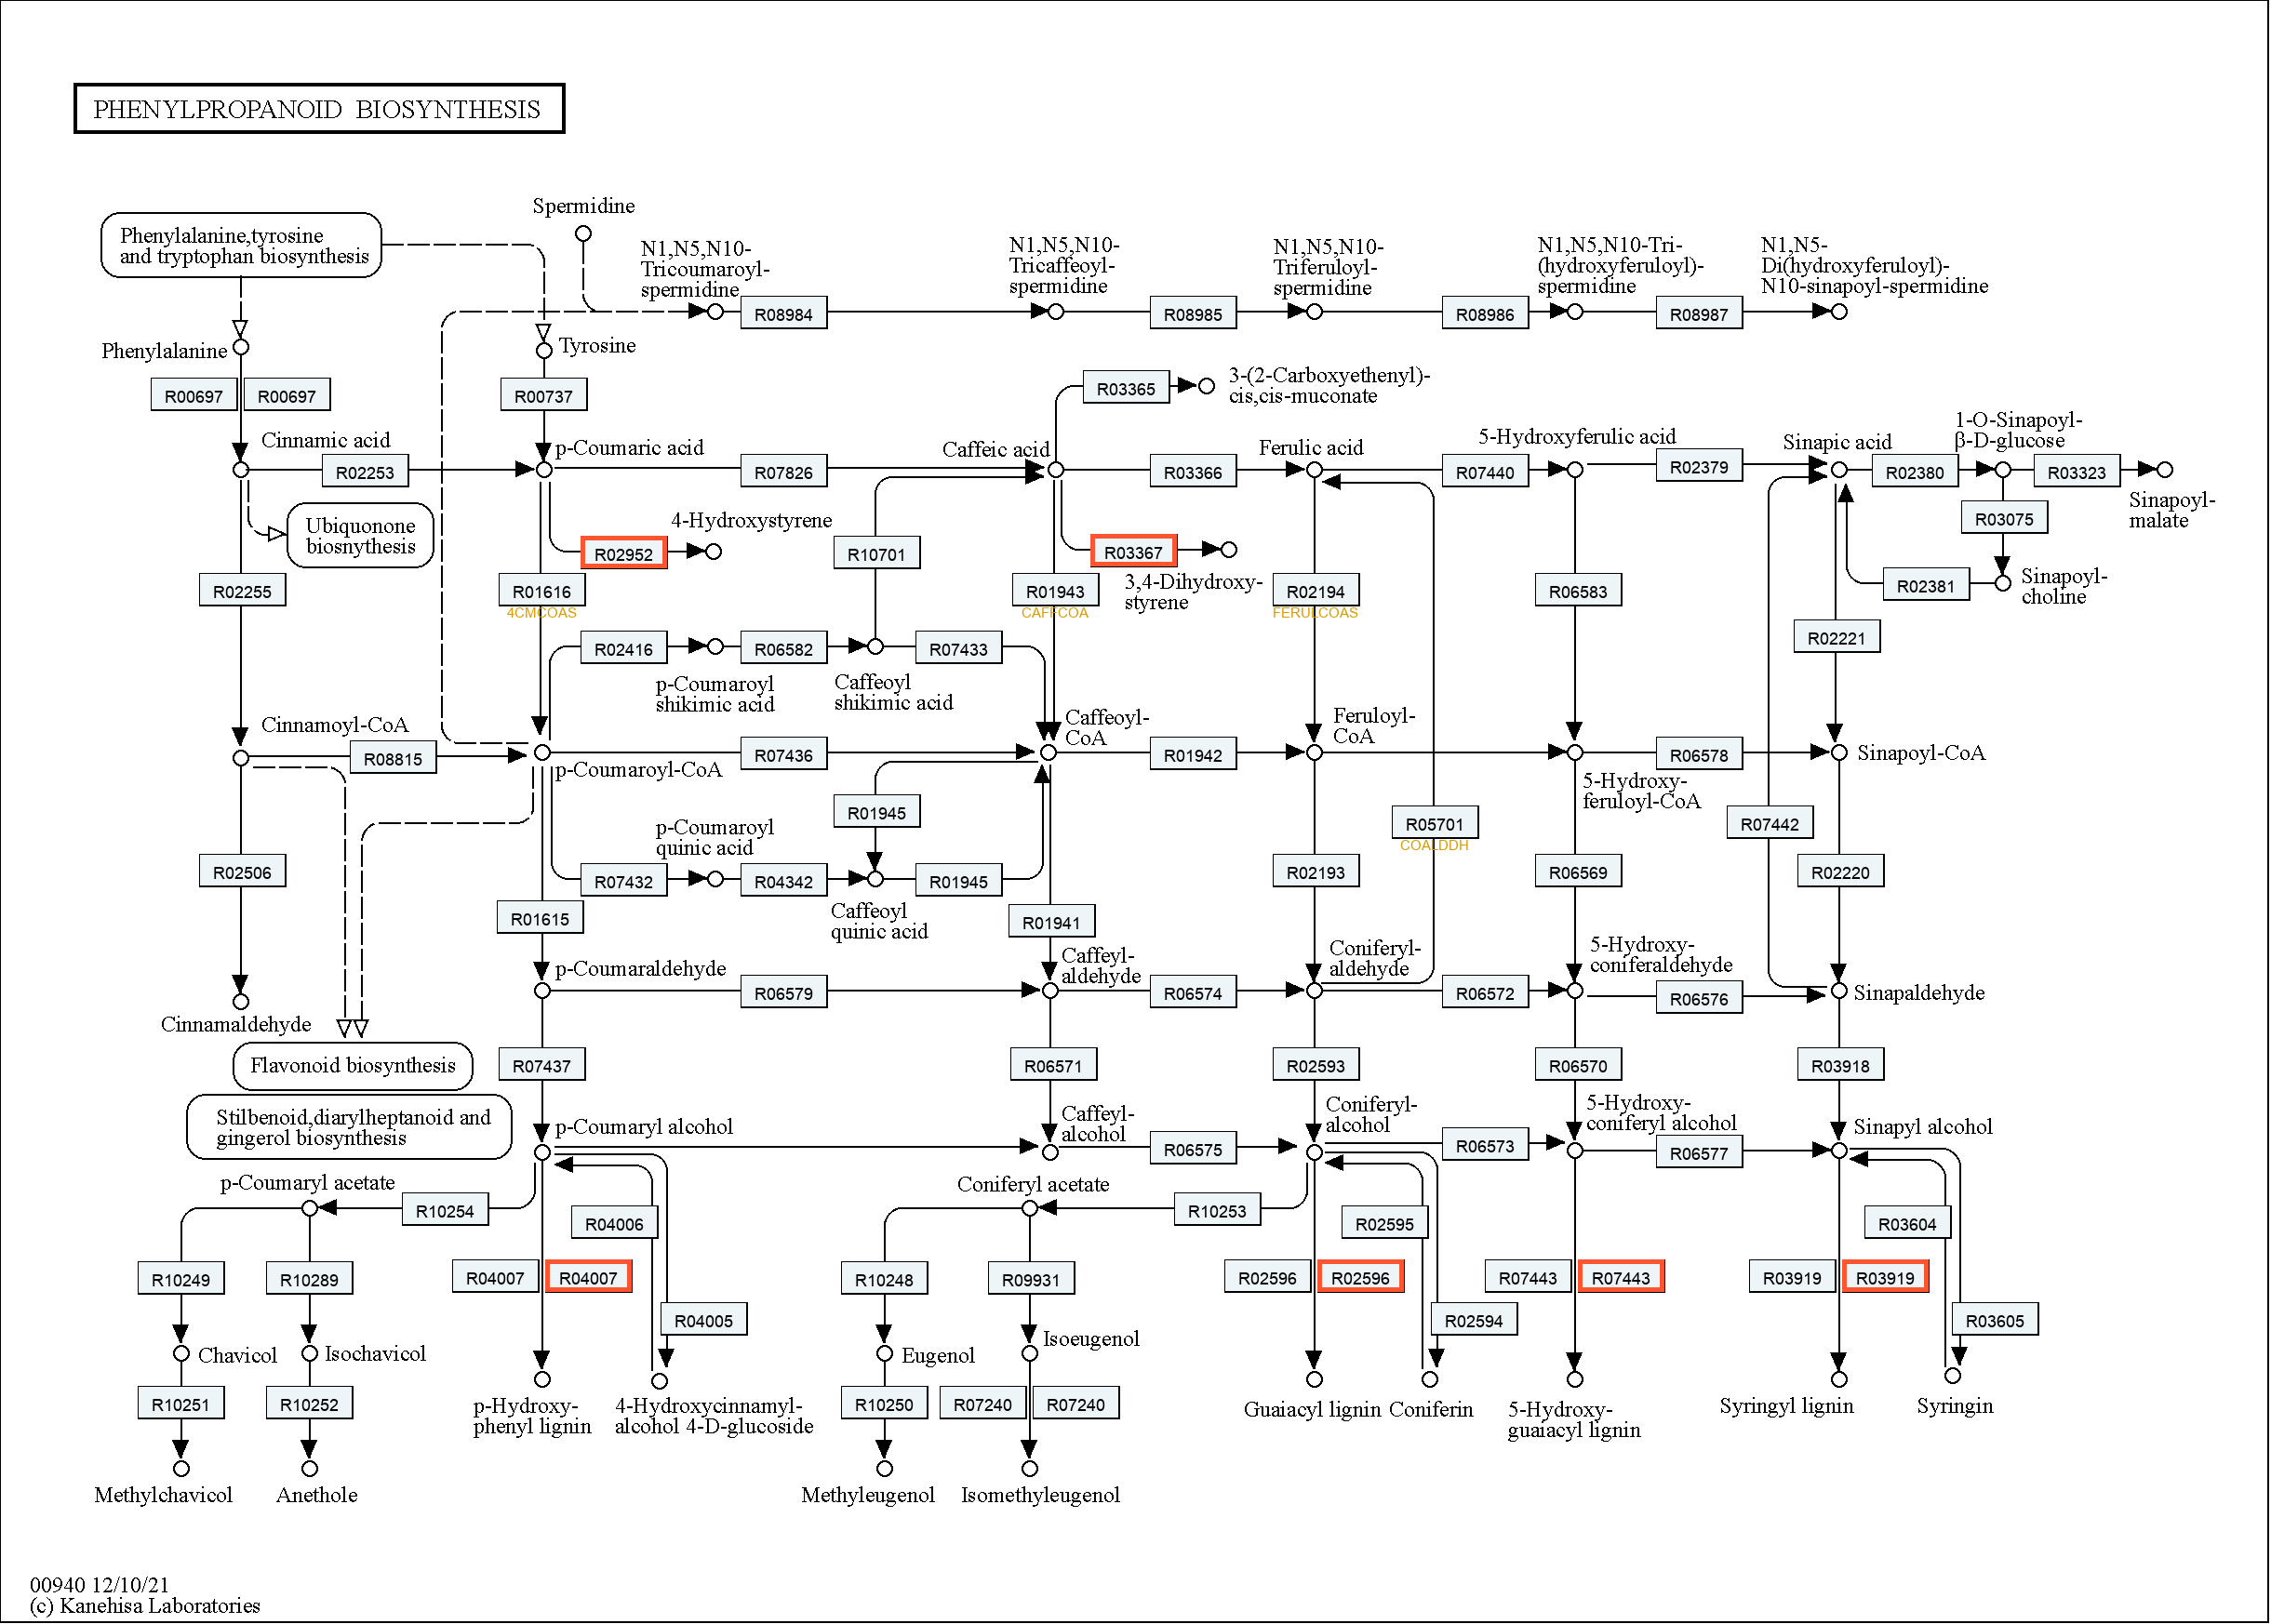 PHENYLPROPANOID BIOSYNTHESIS
Spermidine
Phenylalanine,tyrosine
and tryptophan biosynthesis
N1,N5,N10-
Tricoumaroyl-
spermidine
N1,N5,N10-
Tricaffeoyl-
spermidine
N1,N5,N10-
Triferuloyl-
spermidine
N1,N5,N10-Tri-
(hydroxyferuloyl)-
spermidine
N1,N5-
Di(hydroxyferuloyl)-
N10-sinapoyl-spermidine
R08984
R08985
R08986
R08987
Phenylalanine
Tyrosine
R00697
R00697
R00737
R03365
3-(2-Carboxyethenyl)-
cis,cis-muconate
Cinnamic acid
p-Coumaric acid
Caffeic acid
Ferulic acid
5-Hydroxyferulic acid
Sinapic acid
1-O-Sinapoyl-
β-D-glucose
R02253
R07826
R03366
R07440
R02379
R02380
R03323
Sinapoyl-
malate
Ubiquonone
biosnythesis
4-Hydroxystyrene
R02952
R10701
R03367
3,4-Dihydroxy-
styrene
R03075
R02381
Sinapoyl-
choline
R02255
R01616
4CMCOAS
R01943
CAFFCOA
R02194
FERULCOAS
R06583
R02221
R02416
R06582
R07433
p-Coumaroyl
shikimic acid
Caffeoyl
shikimic acid
Cinnamoyl-CoA
Caffeoyl-
CoA
Feruloyl-
CoA
R08815
p-Coumaroyl-CoA
R07436
R01942
R06578
Sinapoyl-CoA
5-Hydroxy-
feruloyl-CoA
R01945
R05701
COALDDH
R07442
p-Coumaroyl
quinic acid
R02506
R07432
R04342
R01945
R02193
R06569
R02220
Caffeoyl
quinic acid
R01615
R01941
p-Coumaraldehyde
Caffeyl-
aldehyde
Coniferyl-
aldehyde
5-Hydroxy-
coniferaldehyde
R06579
R06574
R06572
R06576
Sinapaldehyde
Cinnamaldehyde
Flavonoid biosynthesis
R07437
R06571
R02593
R06570
R03918
Stilbenoid,diarylheptanoid and
gingerol biosynthesis
p-Coumaryl alcohol
Caffeyl-
alcohol
Coniferyl-
alcohol
5-Hydroxy-
coniferyl alcohol
Sinapyl alcohol
R06575
R06573
R06577
p-Coumaryl acetate
Coniferyl acetate
R10254
R04006
R10253
R02595
R03604
R10249
R10289
R04007
R04007
R10248
R09931
R02596
R02596
R07443
R07443
R03919
R03919
R04005
R02594
R03605
Chavicol
Isochavicol
Eugenol
Isoeugenol
R10251
R10252
p-Hydroxy-
phenyl lignin
4-Hydroxycinnamyl-
alcohol 4-D-glucoside
R10250
R07240
R07240
Guaiacyl lignin
Coniferin
5-Hydroxy-
guaiacyl lignin
Syringyl lignin
Syringin
Methylchavicol
Anethole
Methyleugenol
Isomethyleugenol
00940 12/10/21
(c) Kanehisa Laboratories